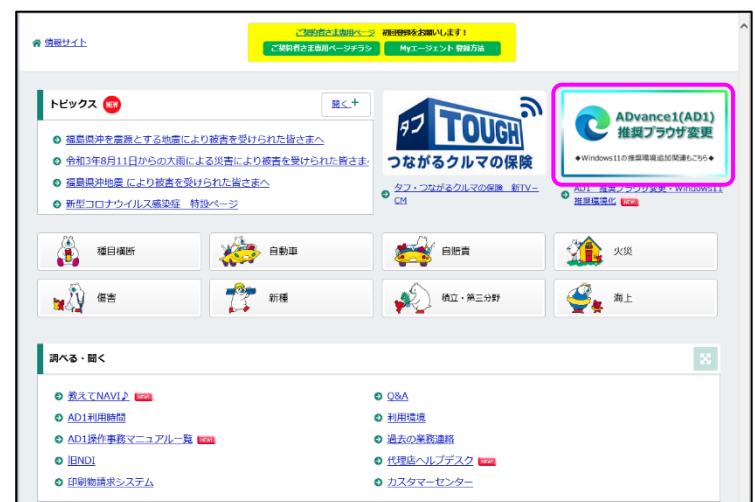 情報サイト
ご契約者さま専用ページ 初回登録をお願いします！
ご契約者さま専用ページチラシ Myエージェント 登録方法
トピックス NEW
開く+
福島県沖を震源とする地震により被害を受けられた皆さまへ
令和3年8月11日からの大雨による災害により被害を受けられた皆さま
福島県沖地震 により被害を受けられた皆さまへ
新型コロナウイルス感染症 特設ページ
タフ TOUGH
つながるクルマの保険
タフ・つながるクルマの保険 新TV－
CM
ADvance1(AD1)
推奨ブラウザ変更
◆Windows11の推奨環境追加関連もこちら◆
AD1 推奨ブラウザ変更・Windows11
推奨環境化 NEW
種目横断
自動車
自賠責
火災
傷害
新種
積立・第三分野
海上
調べる・聞く
教えてNAVI♪ NEW
AD1利用時間
AD1操作事務マニュアル一覧 NEW
旧NDI
印刷物請求システム
Q&A
利用環境
過去の業務連絡
代理店ヘルプデスク NEW
カスタマーセンター